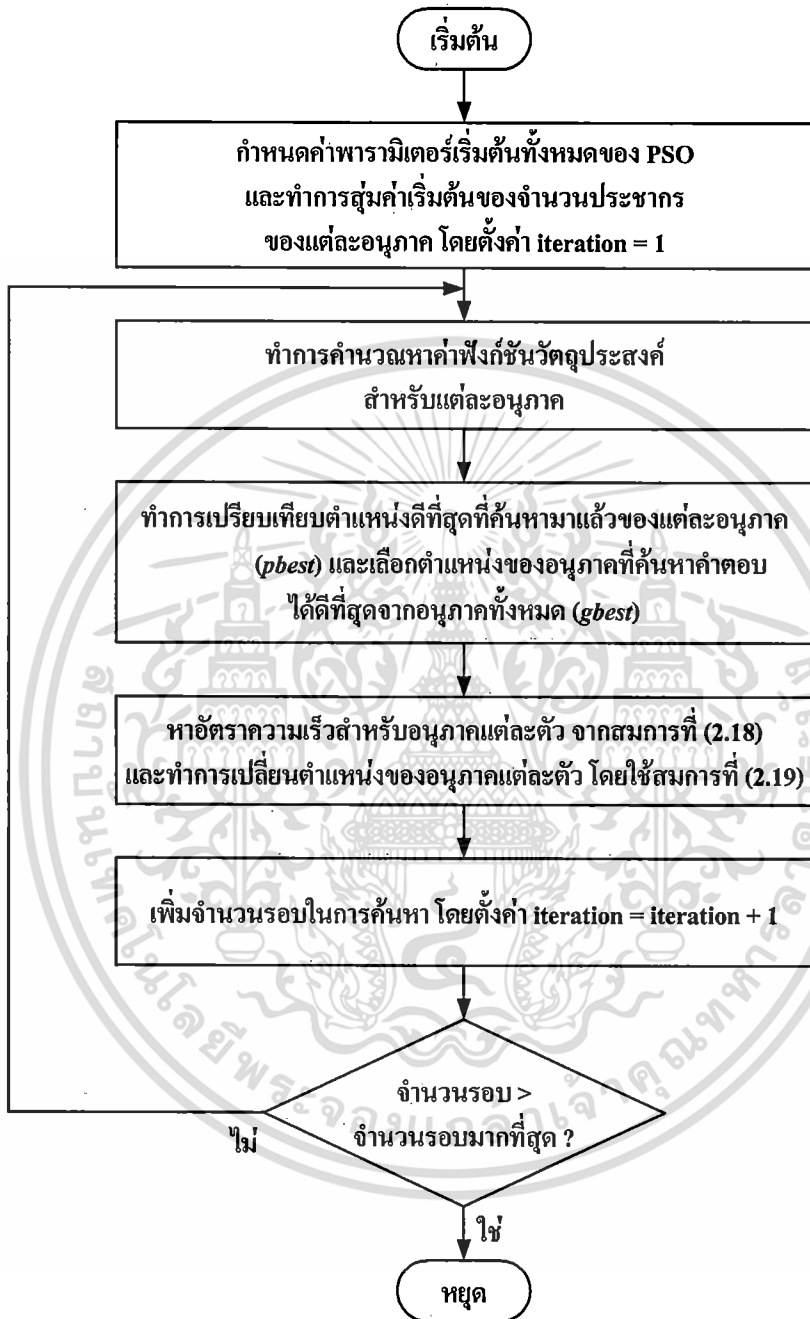 เริ่มต้น
กำหนดค่าพารามิเตอร์เริ่มต้นทั้งหมดของ PSO
และทำการสุ่มค่าเริ่มต้นของจำนวนประชากร
ของแต่ละอนุภาค โดยตั้งค่า iteration = 1
ทำการคำนวณหาค่าฟังก์ชันวัตถุประสงค์
สำหรับแต่ละอนุภาค
ทำการเปรียบเทียบตำแหน่งดีที่สุดที่ค้นหามาแล้วของแต่ละอนุภาค
(pbest) และเลือกตำแหน่งของอนุภาคที่ค้นหาคำตอบ
ได้ดีที่สุดจากอนุภาคทั้งหมด (gbest)
หาอัตราความเร็วสำหรับอนุภาคแต่ละตัว จากสมการที่ (2.18)
และทำการเปลี่ยนตำแหน่งของอนุภาคแต่ละตัว โดยใช้สมการที่ (2.19)
เพิ่มจำนวนรอบในการค้นหา โดยตั้งค่า iteration = iteration + 1
จำนวนรอบ >
จำนวนรอบมากที่สุด ?
ไม่
ใช่
หยุด